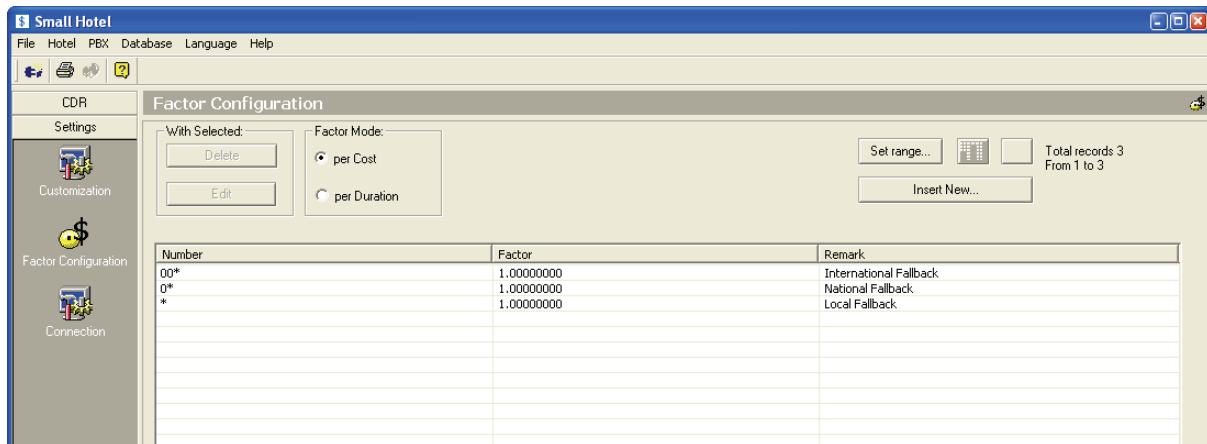 Small Hotel
File Hotel PBX Database Language Help
CDR
Settings
Customization
Factor Configuration
Connection
Factor Configuration
With Selected:
Delete
Edit
Factor Mode:
per Cost
per Duration
Set range...
Total records 3
From 1 to 3
Insert New...
Number Factor Remark
00* 1.00000000 International Fallback
0* 1.00000000 National Fallback
* 1.00000000 Local Fallback